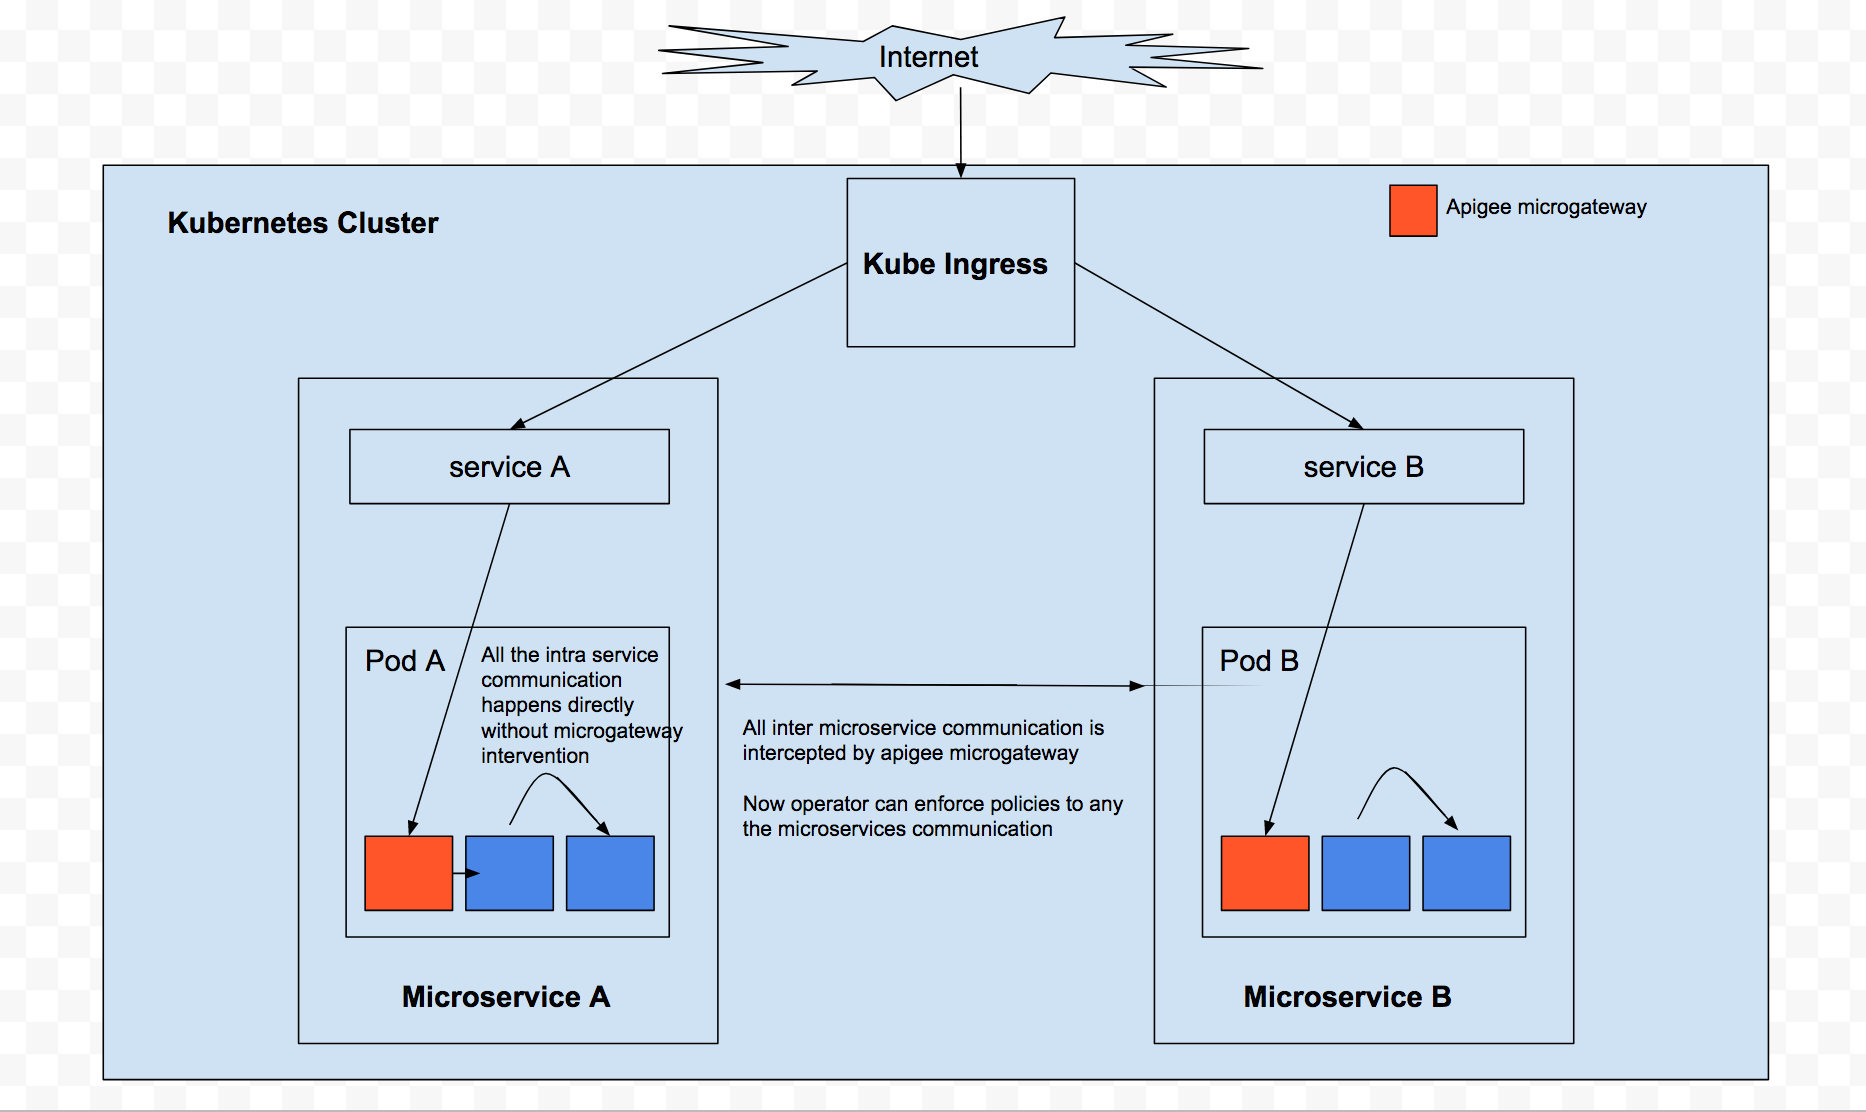 Internet
Kubernetes Cluster
Apigee microgateway
Kube Ingress
service A
service B
Pod A
All the intra service
communication
happens directly
without microgateway
intervention
Pod B
All inter microservice communication is
intercepted by apigee microgateway
Now operator can enforce policies to any
the microservices communication
Microservice A
Microservice B